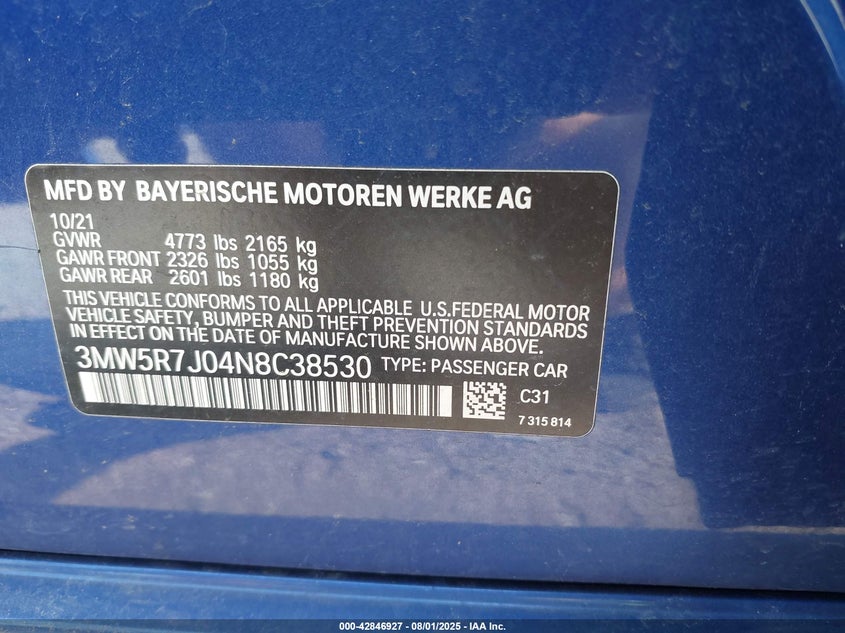 MFD BY BAYERISCHE MOTOREN WERKE AG
10/21
GVWR 4773 lbs 2165 kg
GAWR FRONT 2326 lbs 1055 kg
GAWR REAR 2601 lbs 1180 kg
THIS VEHICLE CONFORMS TO ALL APPLICABLE U.S.FEDERAL MOTOR
VEHICLE SAFETY, BUMPER AND THEFT PREVENTION STANDARDS
IN EFFECT ON THE DATE OF MANUFACTURE SHOWN ABOVE.
3MW5R7J04N8C38530 TYPE: PASSENGER CAR
C31
7 315 814
000-42846927 - 08/01/2025 - IAA Inc.